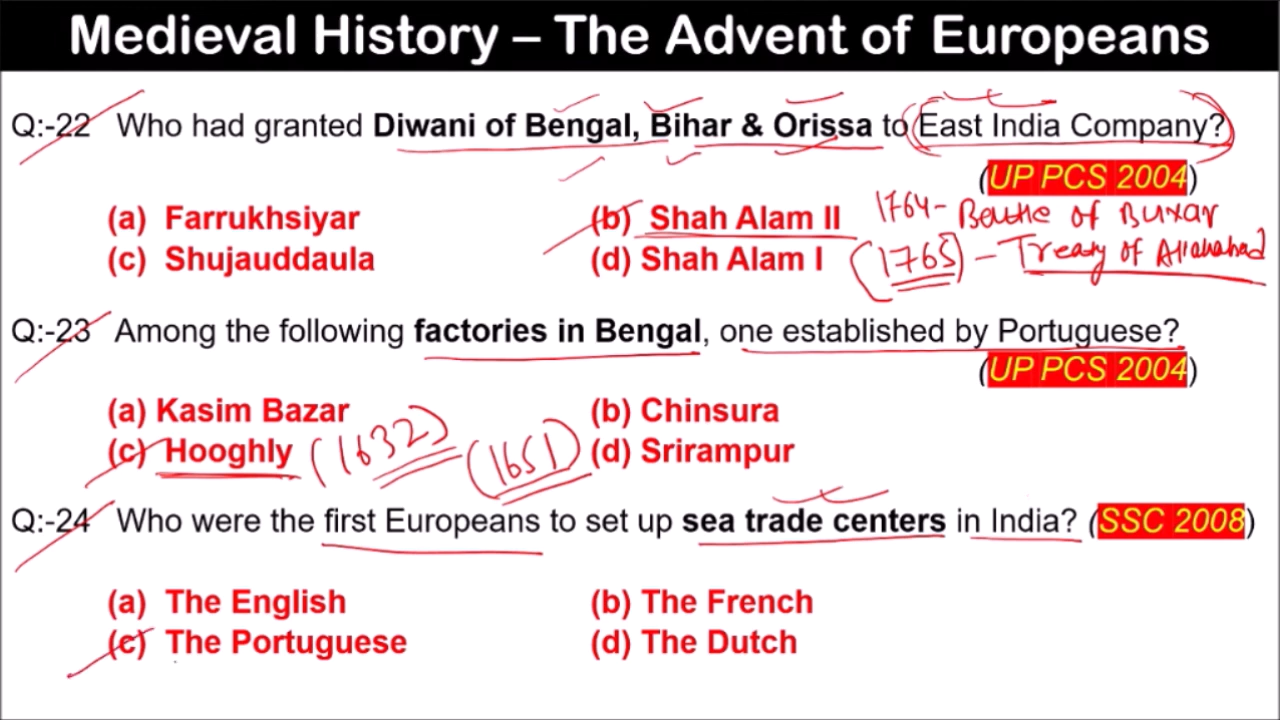 Medieval History – The Advent of Europeans
Q:-22 Who had granted Diwani of Bengal, Bihar & Orissa to East India Company?
(UP PCS 2004)
(a) Farrukhsiyar (b) Shah Alam II 1764- Battle of Buxar
(c) Shujauddaula (d) Shah Alam I (1765) - Treaty of Allahabad
Q:-23 Among the following factories in Bengal, one established by Portuguese?
(UP PCS 2004)
(a) Kasim Bazar (b) Chinsura
(c) Hooghly (1632) (1651) (d) Srirampur
Q:-24 Who were the first Europeans to set up sea trade centers in India? (SSC 2008)
(a) The English (b) The French
(c) The Portuguese (d) The Dutch